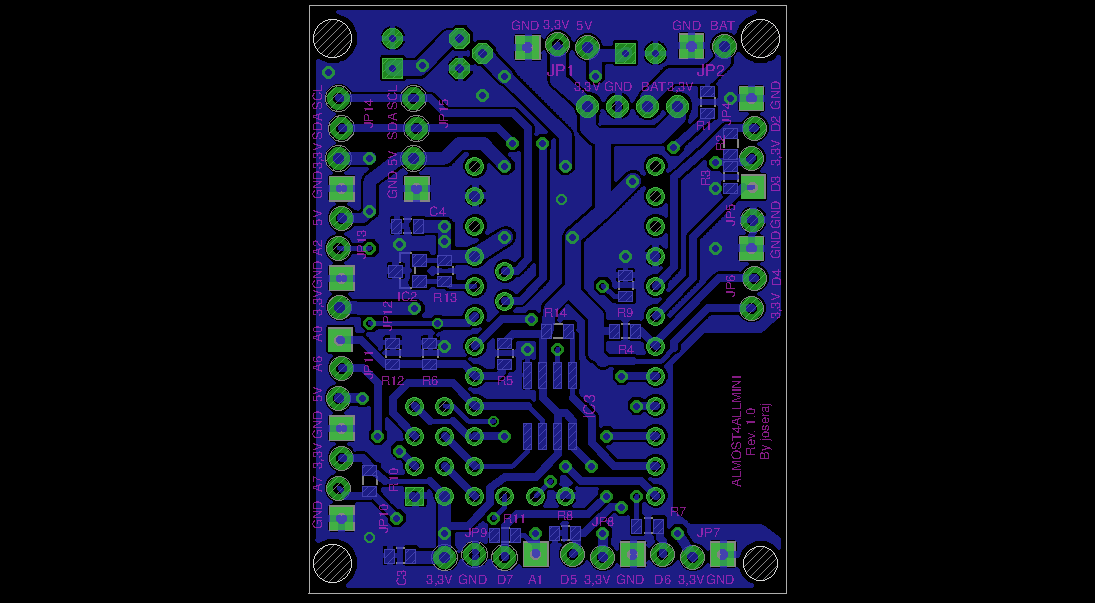 GND 3,3V 5V
GND BAT
JP1
JP2
3,3V GND BAT 3,3V
SDA SCL
JP14
SDA SCL
JP15
R1
JP4
GND
D2
3,3V
D3
R2
R3
3,3V
GND
5V
GND
5V
A2
JP13
GND
3,3V
C4
IC2
R13
JP5
GND
GND
D4
3,3V
JP6
JP12
A0
R14
R9
R4
JP11
A6
R12
R6
R5
5V
GND
IC3
ALMOST4ALLMINI
Rev. 1.0
By joseraj
3,3V
A7
GND
R10
JP10
C3
JP9
R11
R8
JP8
R7
JP7
3,3V GND D7 A1 D5 3,3V GND D6 3,3V GND